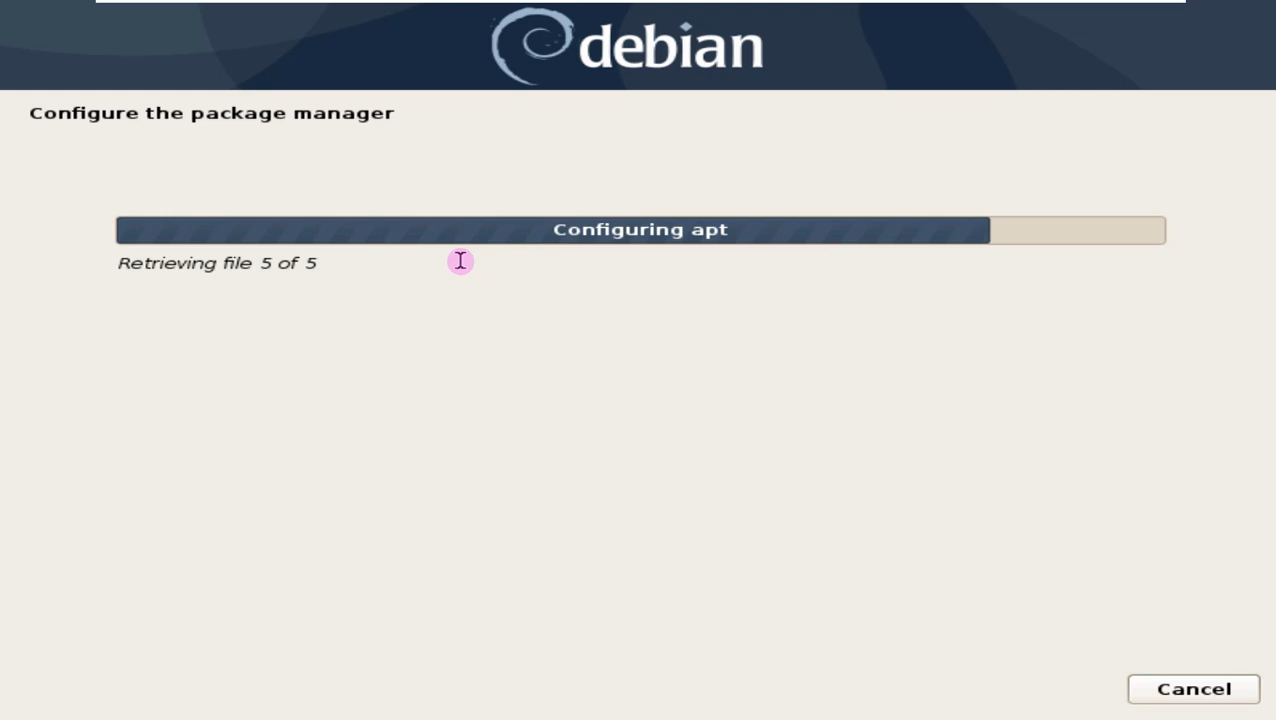 debian
Configure the package manager
Configuring apt
Retrieving file 5 of 5
Cancel